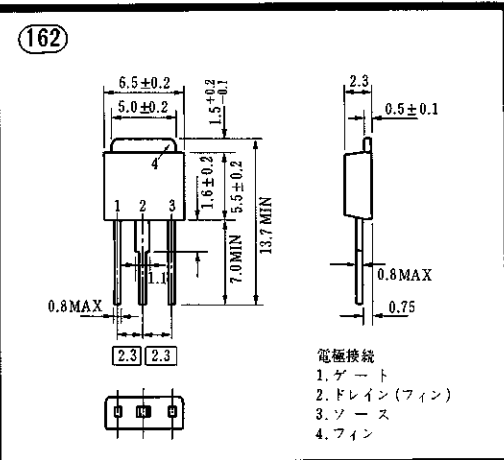 162
6.5±0.2
5.0±0.2
1.5 +0.2 -0.1
2.3
0.5±0.1
4
1 2 3
1.6±0.2
5.5±0.2
7.0 MIN
13.7 MIN
1.1
0.8MAX
2.3 2.3
0.8MAX
0.75
電極接続
1. ゲート
2. ドレイン(フィン)
3. ソース
4. フィン